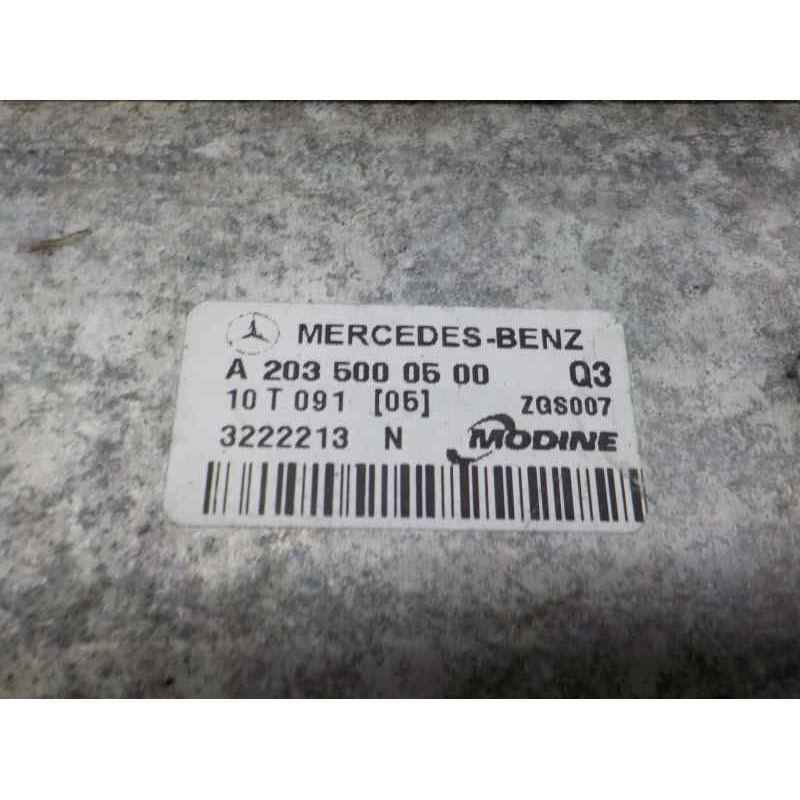 MERCEDES-BENZ
A 203 500 05 00 Q3
10 T 091 [05] ZGS007
3222213 N MODINE